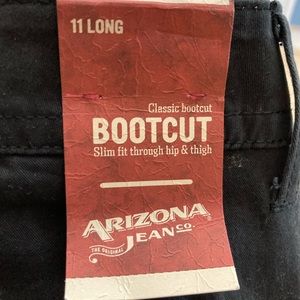 11 LONG
Classic bootcut
BOOTCUT
Slim fit through hip & thigh
ARIZONA
THE ORIGINAL
JEAN CO.